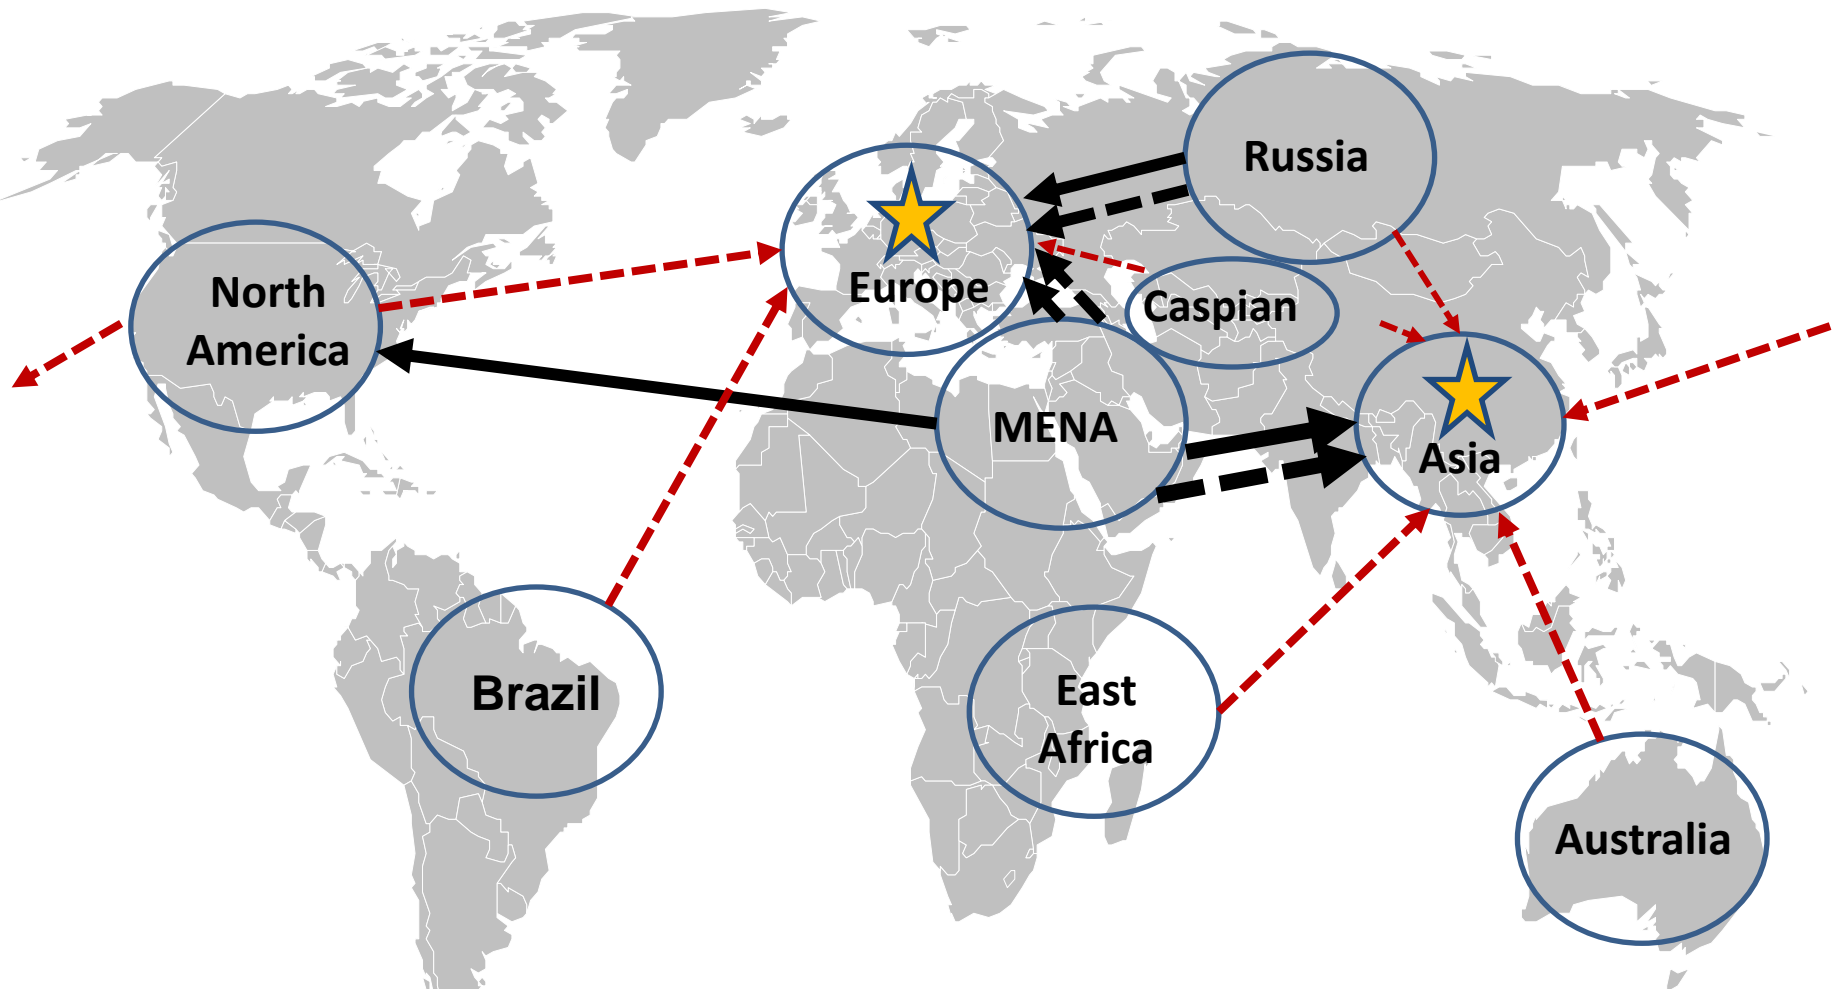 Russia
North
America
Europe
Caspian
MENA
Asia
Brazil
East
Africa
Australia